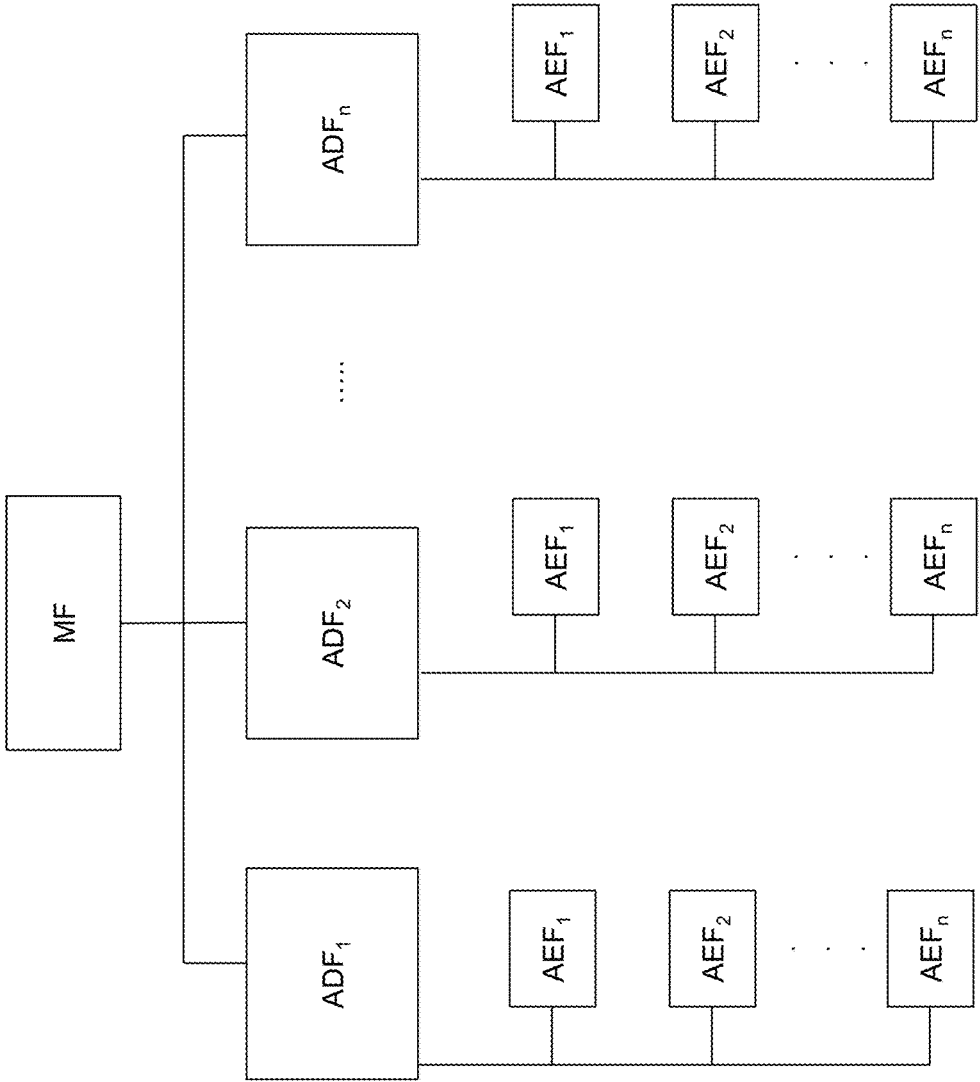 MF
ADF₁
ADF₂
.....
ADFₙ
AEF₁
AEF₂
. . .
AEFₙ
AEF₁
AEF₂
. . .
AEFₙ
AEF₁
AEF₂
. . .
AEFₙ